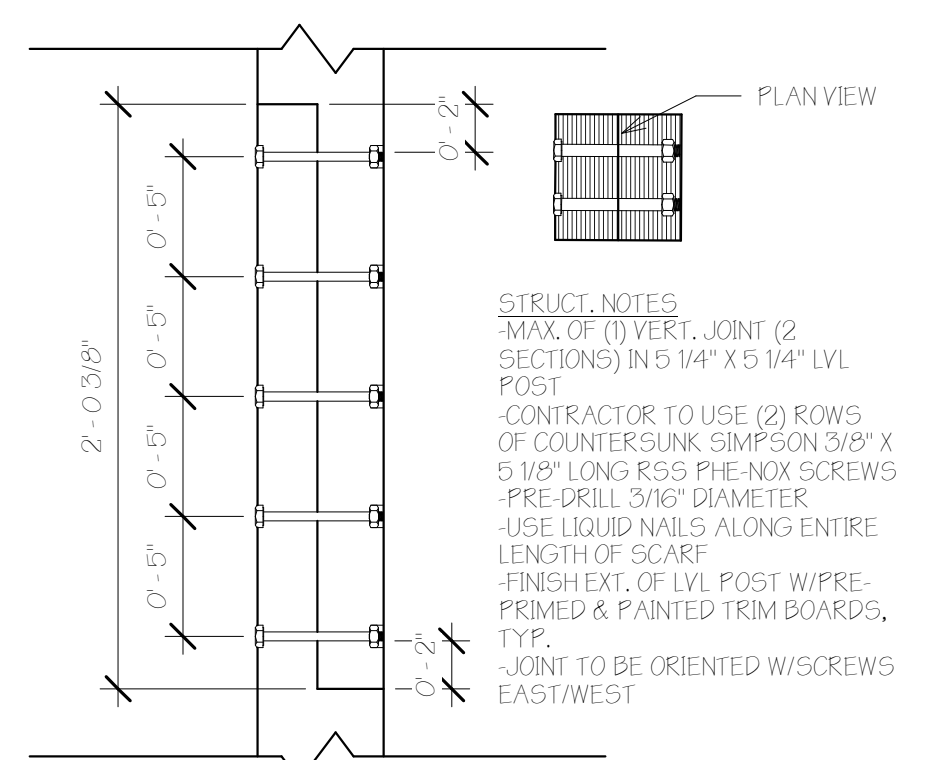 0' - 2"
PLAN VIEW
0' - 5"
0' - 5"
2' - 0 3/8"
0' - 5"
0' - 5"
0' - 2"
STRUCT. NOTES
-MAX. OF (1) VERT. JOINT (2
SECTIONS) IN 5 1/4" X 5 1/4" LVL
POST
-CONTRACTOR TO USE (2) ROWS
OF COUNTERSUNK SIMPSON 3/8" X
5 1/8" LONG RSS PHE-NOX SCREWS
-PRE-DRILL 3/16" DIAMETER
-USE LIQUID NAILS ALONG ENTIRE
LENGTH OF SCARF
-FINISH EXT. OF LVL POST W/PRE-
PRIMED & PAINTED TRIM BOARDS,
TYP.
-JOINT TO BE ORIENTED W/SCREWS
EAST/WEST